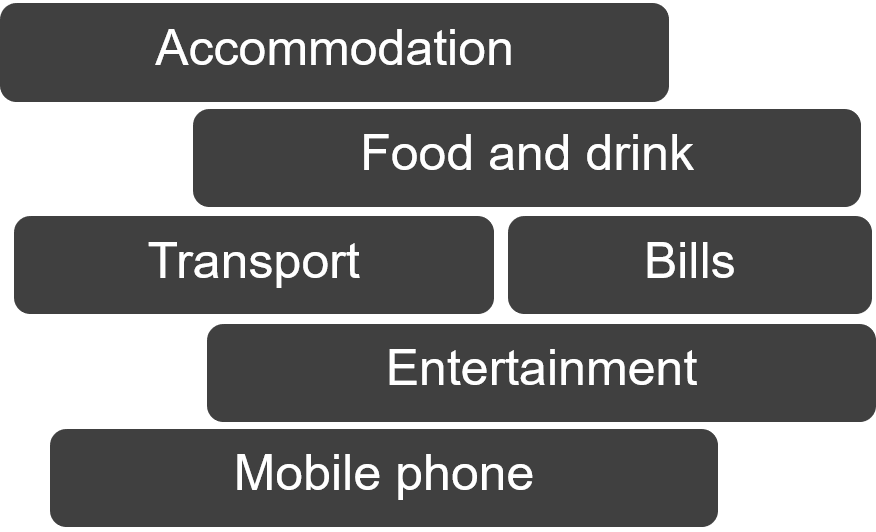 Accommodation
Food and drink
Transport
Bills
Entertainment
Mobile phone